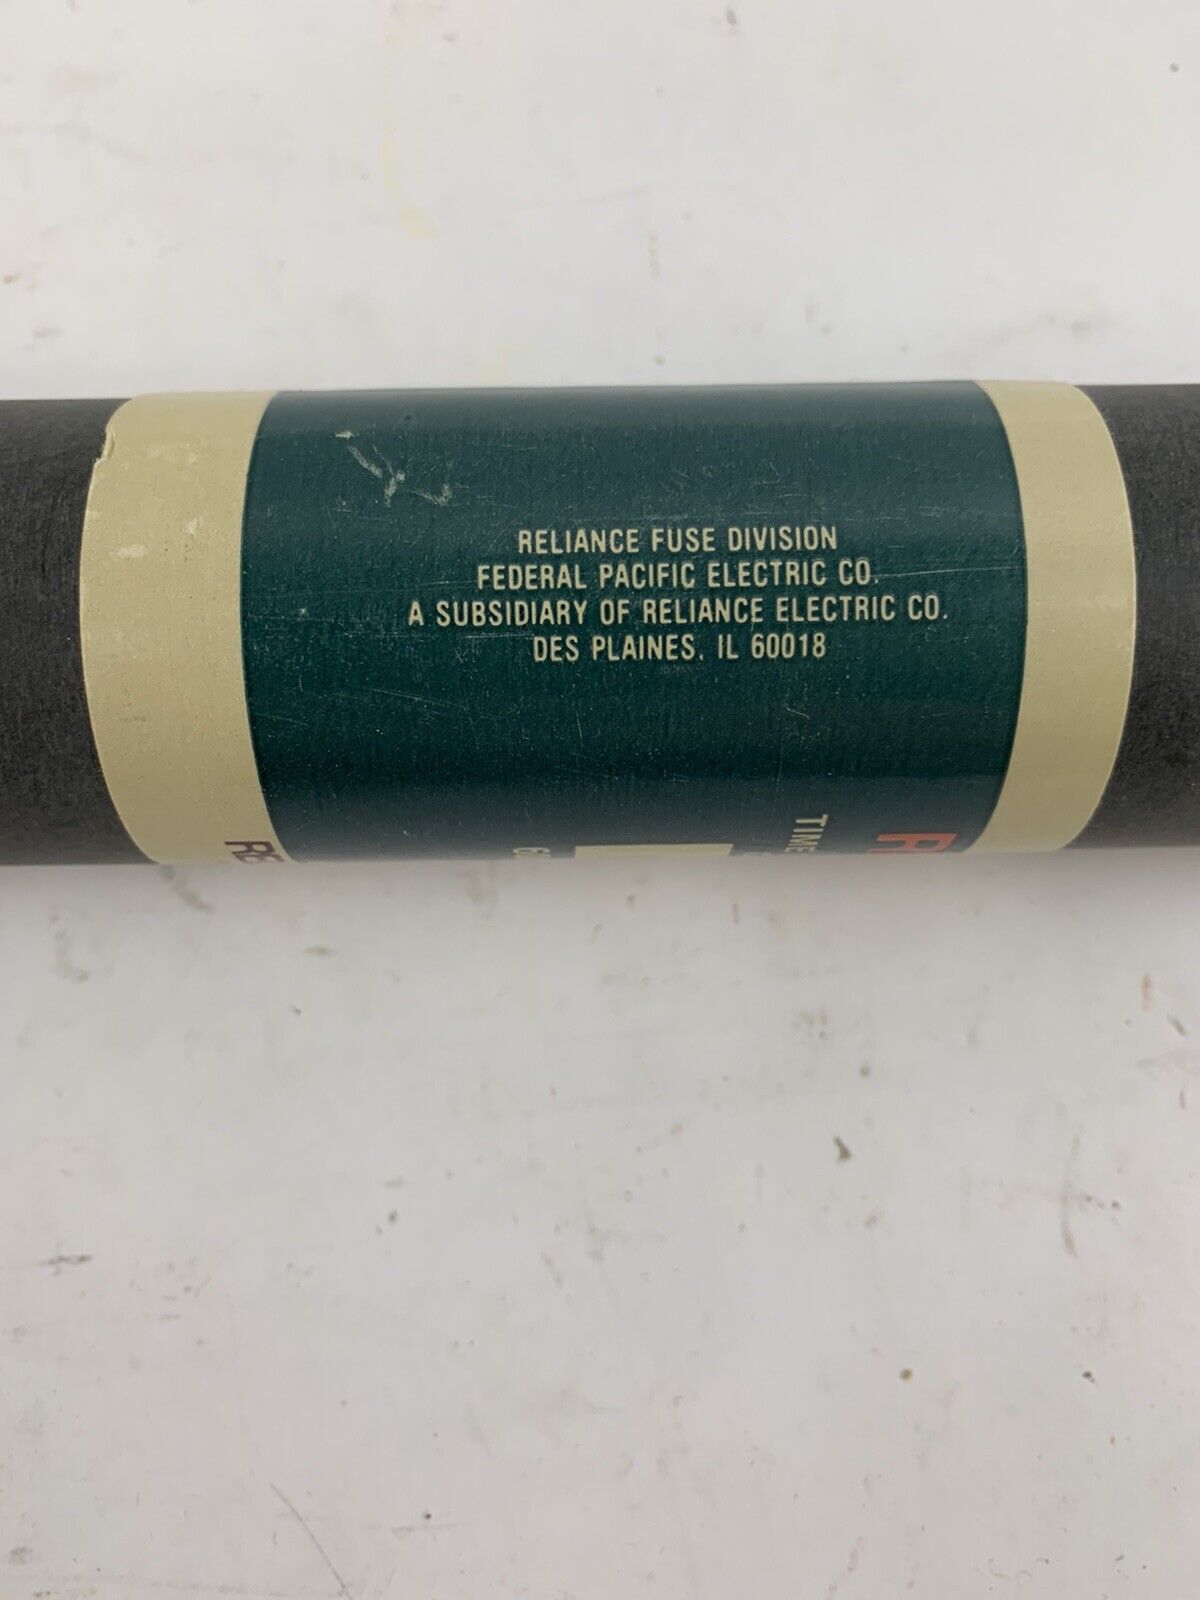 RELIANCE FUSE DIVISION
FEDERAL PACIFIC ELECTRIC CO.
A SUBSIDIARY OF RELIANCE ELECTRIC CO.
DES PLAINES, IL 60018